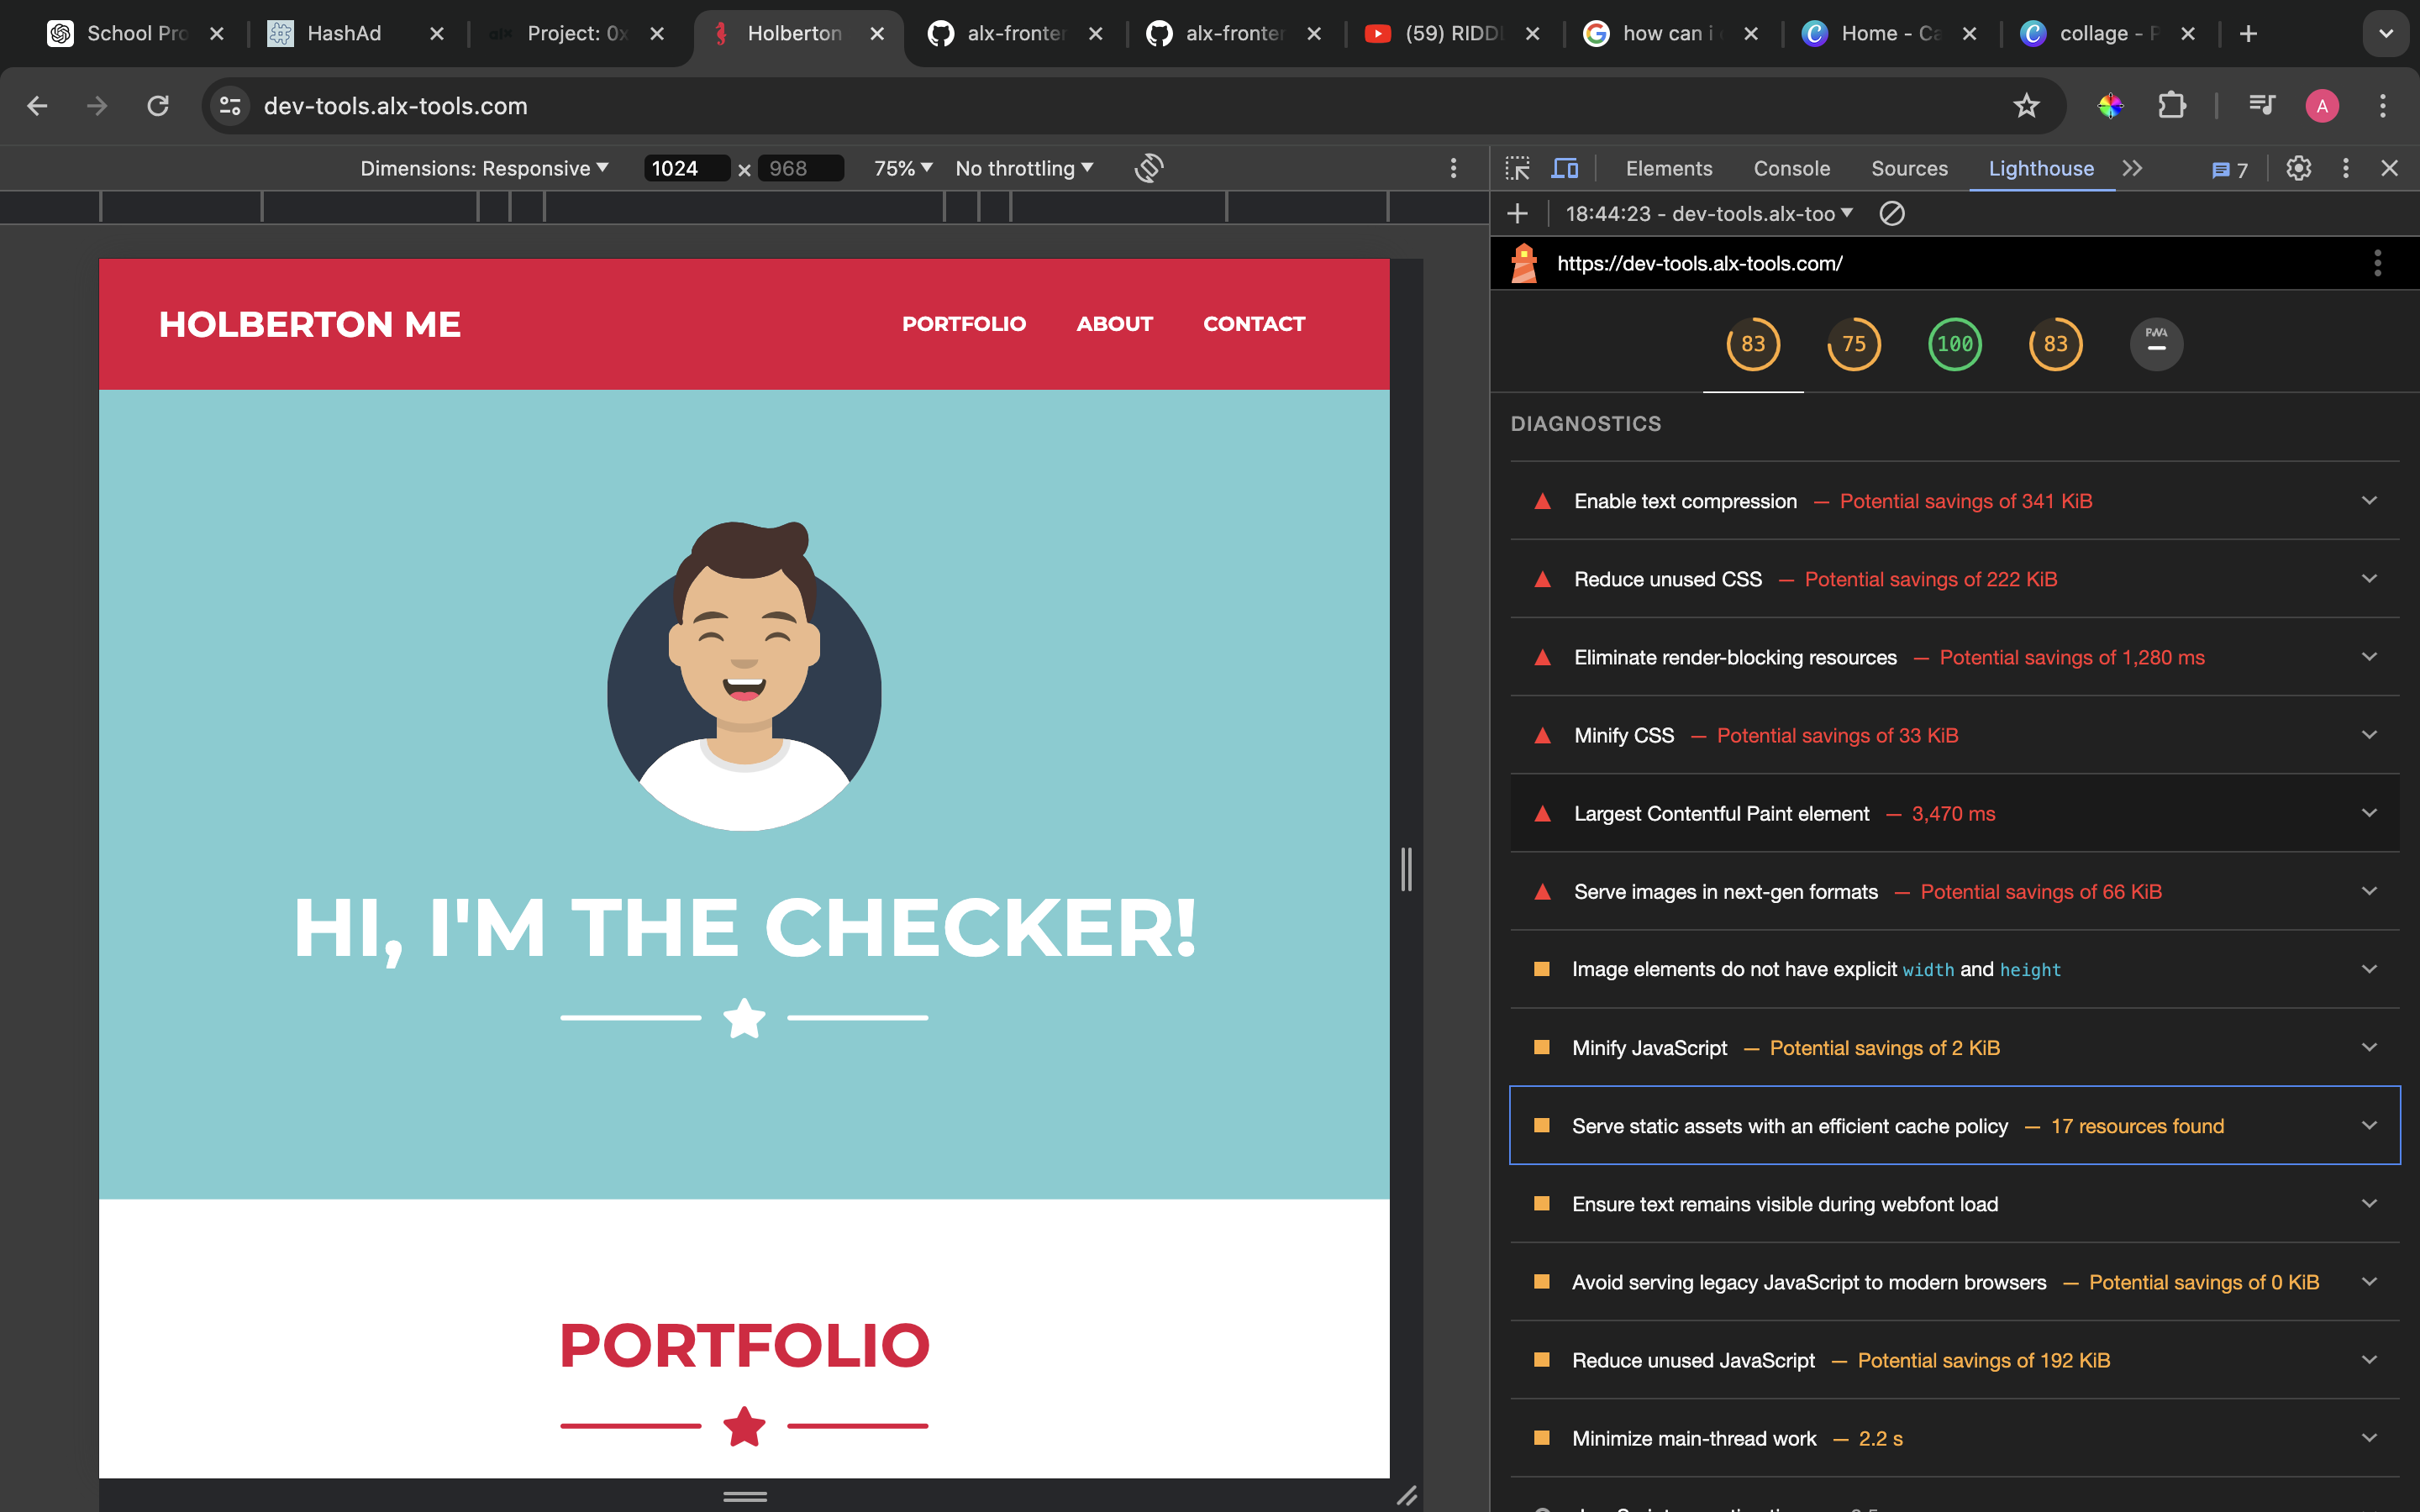 School Pro
HashAd
alx Project: 0x
Holberton
alx-fronter
alx-fronter
(59) RIDDL
how can i
Home - Ca
collage - P
dev-tools.alx-tools.com
A
Dimensions: Responsive
1024 × 968
75%
No throttling
Elements
Console
Sources
Lighthouse
7
18:44:23 - dev-tools.alx-too
https://dev-tools.alx-tools.com/
83
75
100
83
PWA
HOLBERTON ME
PORTFOLIO
ABOUT
CONTACT
HI, I'M THE CHECKER!
PORTFOLIO
DIAGNOSTICS
Enable text compression — Potential savings of 341 KiB
Reduce unused CSS — Potential savings of 222 KiB
Eliminate render-blocking resources — Potential savings of 1,280 ms
Minify CSS — Potential savings of 33 KiB
Largest Contentful Paint element — 3,470 ms
Serve images in next-gen formats — Potential savings of 66 KiB
Image elements do not have explicit width and height
Minify JavaScript — Potential savings of 2 KiB
Serve static assets with an efficient cache policy — 17 resources found
Ensure text remains visible during webfont load
Avoid serving legacy JavaScript to modern browsers — Potential savings of 0 KiB
Reduce unused JavaScript — Potential savings of 192 KiB
Minimize main-thread work — 2.2 s